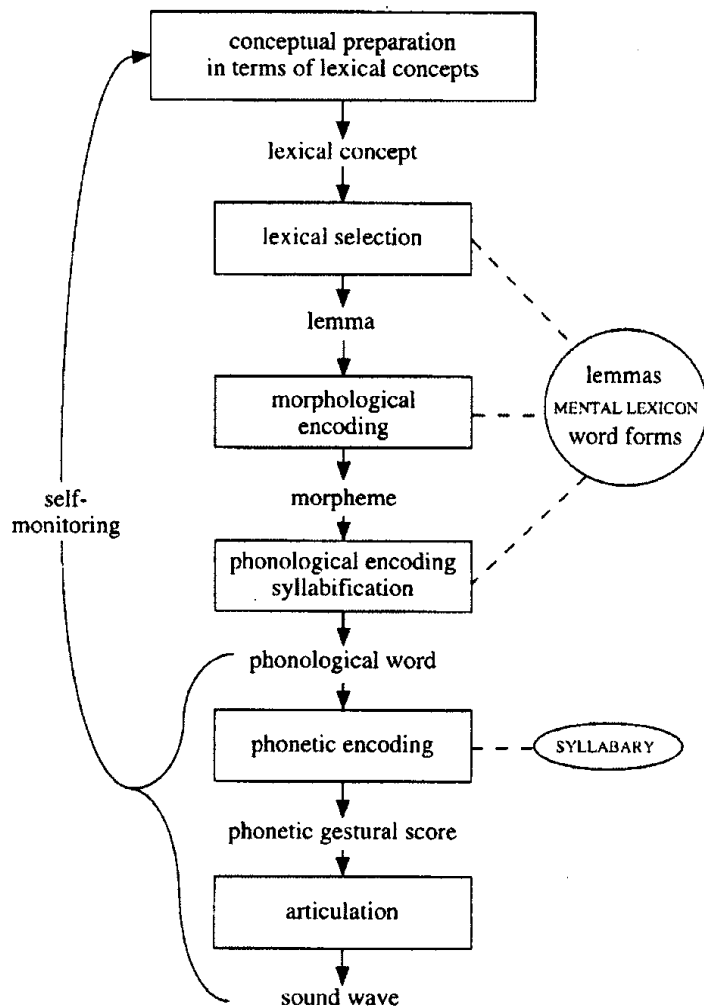 conceptual preparation
in terms of lexical concepts
lexical concept
lexical selection
lemma
lemmas
MENTAL LEXICON
word forms
morphological
encoding
morpheme
self-
monitoring
phonological encoding
syllabification
phonological word
phonetic encoding
SYLLABARY
phonetic gestural score
articulation
sound wave